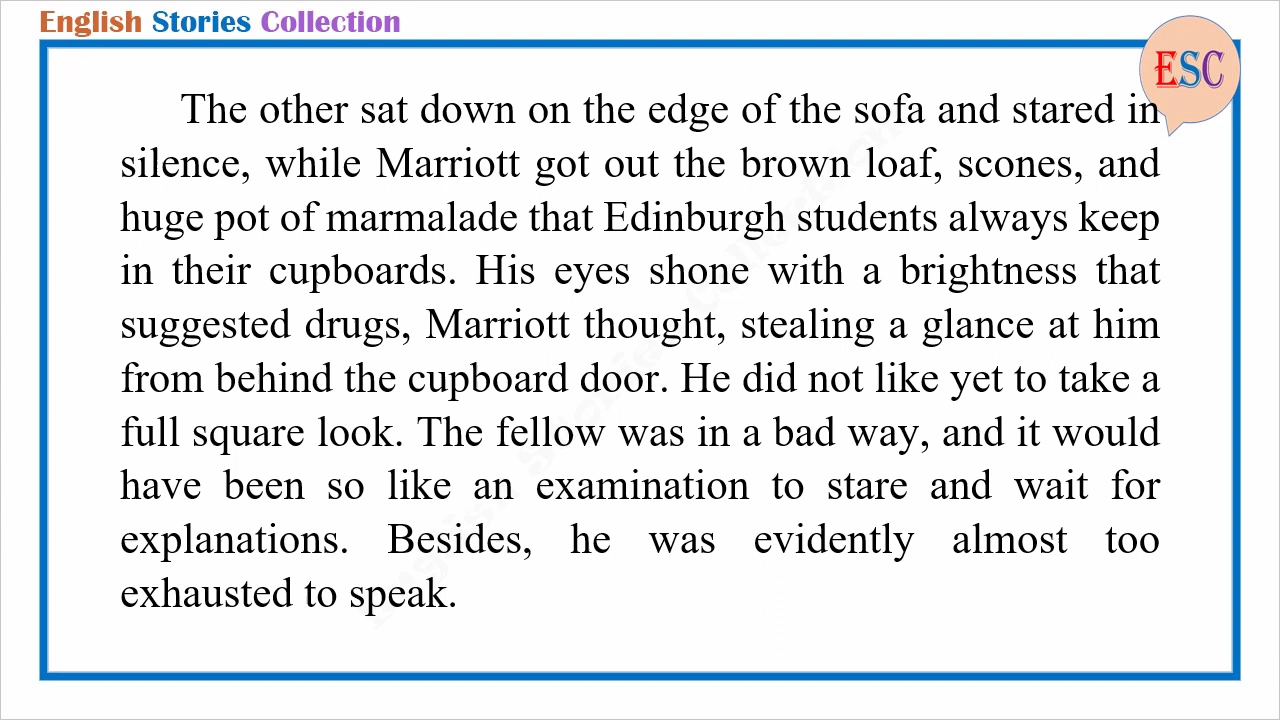 English Stories Collection
ESC
The other sat down on the edge of the sofa and stared in
silence, while Marriott got out the brown loaf, scones, and
huge pot of marmalade that Edinburgh students always keep
in their cupboards. His eyes shone with a brightness that
suggested drugs, Marriott thought, stealing a glance at him
from behind the cupboard door. He did not like yet to take a
full square look. The fellow was in a bad way, and it would
have been so like an examination to stare and wait for
explanations. Besides, he was evidently almost too
exhausted to speak.
English Stories Collection